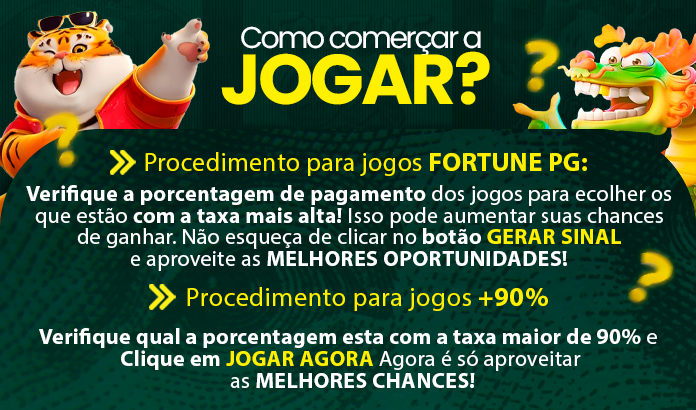 Como comerçar a
JOGAR?
Procedimento para jogos FORTUNE PG:
Verifique a porcentagem de pagamento dos jogos para ecolher os
que estão com a taxa mais alta! Isso pode aumentar suas chances
de ganhar. Não esqueça de clicar no botão GERAR SINAL
e aproveite as MELHORES OPORTUNIDADES!
Procedimento para jogos +90%
Verifique qual a porcentagem esta com a taxa maior de 90% e
Clique em JOGAR AGORA Agora é só aproveitar
as MELHORES CHANCES!